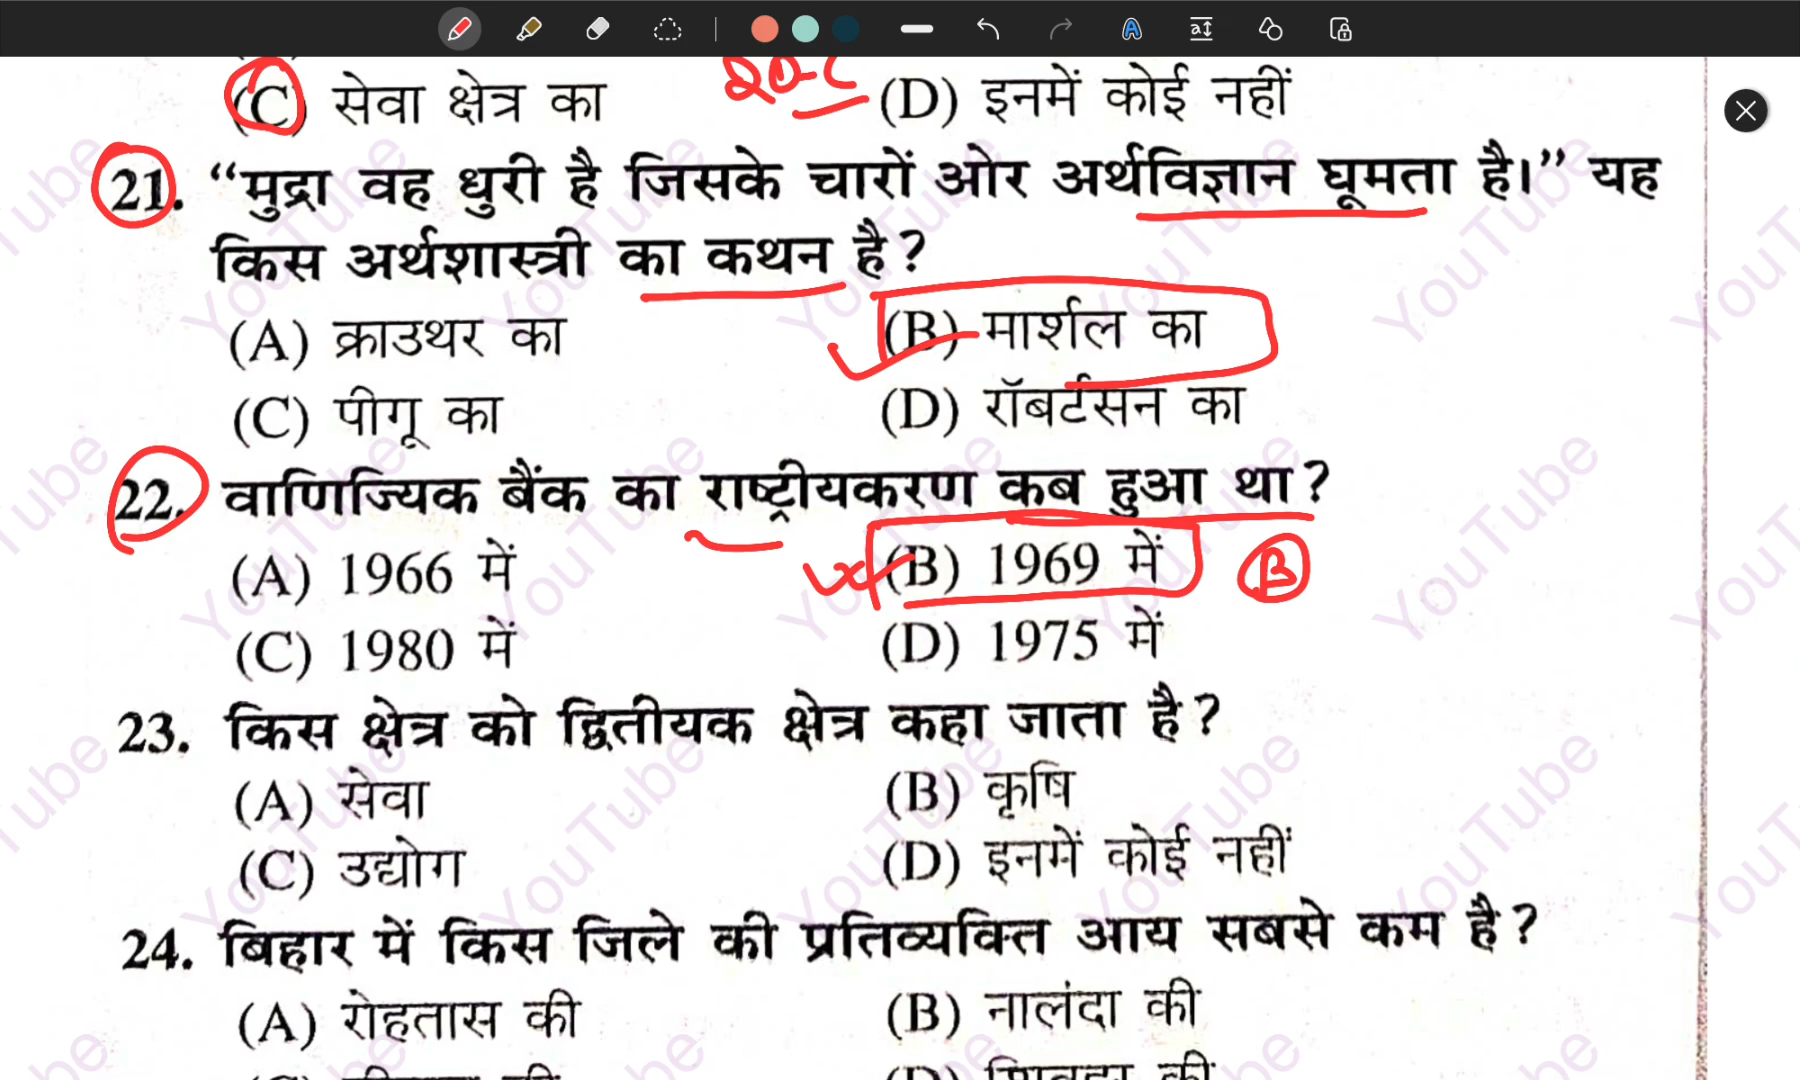 (C) सेवा क्षेत्र का (D) इनमें कोई नहीं
21. “मुद्रा वह धुरी है जिसके चारों ओर अर्थविज्ञान घूमता है।” यह
किस अर्थशास्त्री का कथन है?
(A) क्राउथर का (B) मार्शल का
(C) पीगू का (D) रॉबर्टसन का
22. वाणिज्यिक बैंक का राष्ट्रीयकरण कब हुआ था?
(A) 1966 में (B) 1969 में B
(C) 1980 में (D) 1975 में
23. किस क्षेत्र को द्वितीयक क्षेत्र कहा जाता है?
(A) सेवा (B) कृषि
(C) उद्योग (D) इनमें कोई नहीं
24. बिहार में किस जिले की प्रतिव्यक्ति आय सबसे कम है?
(A) रोहतास की (B) नालंदा की